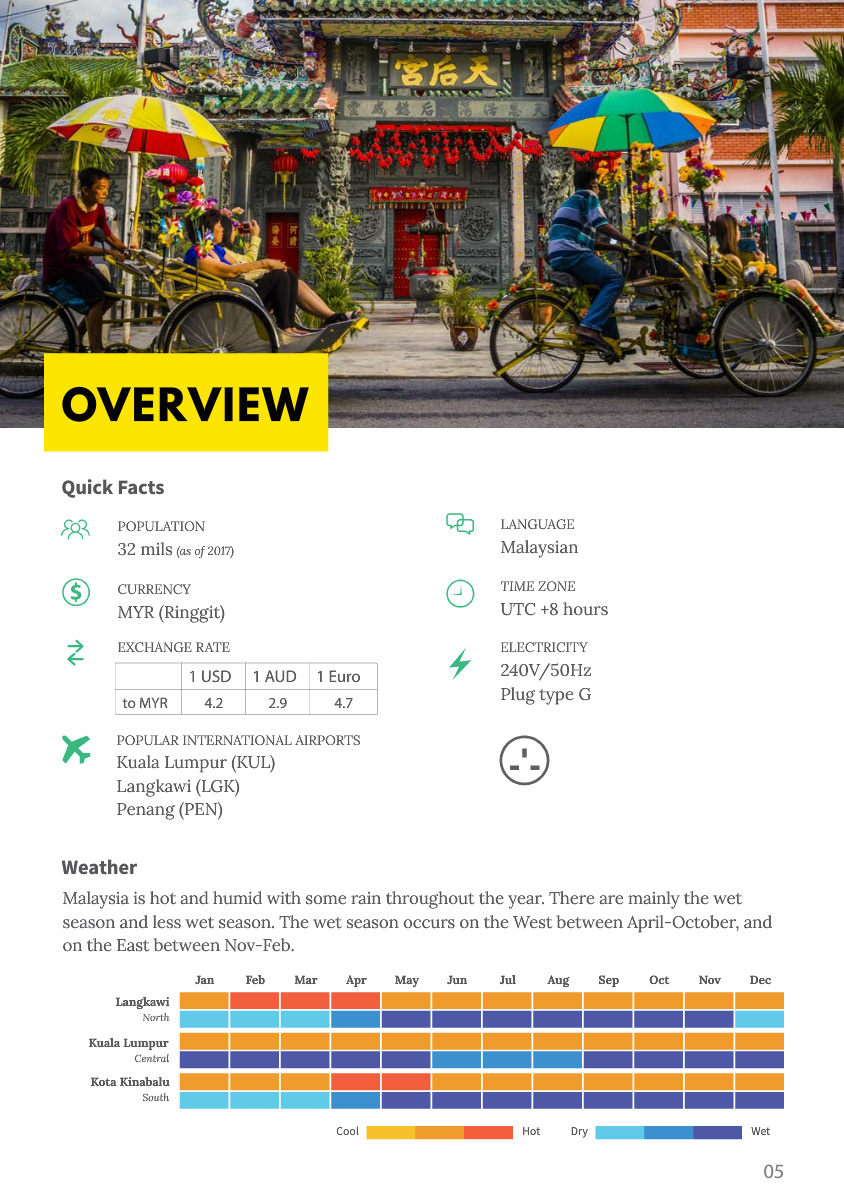 天后宮
OVERVIEW
Quick Facts
POPULATION
32 mils (as of 2017)
CURRENCY
MYR (Ringgit)
EXCHANGE RATE
1 USD 1 AUD 1 Euro
to MYR 4.2 2.9 4.7
POPULAR INTERNATIONAL AIRPORTS
Kuala Lumpur (KUL)
Langkawi (LGK)
Penang (PEN)
LANGUAGE
Malaysian
TIME ZONE
UTC +8 hours
ELECTRICITY
240V/50Hz
Plug type G
Weather
Malaysia is hot and humid with some rain throughout the year. There are mainly the wet
season and less wet season. The wet season occurs on the West between April-October, and
on the East between Nov-Feb.
Jan Feb Mar Apr May Jun Jul Aug Sep Oct Nov Dec
Langkawi
North
Kuala Lumpur
Central
Kota Kinabalu
South
Cool Hot Dry Wet
05